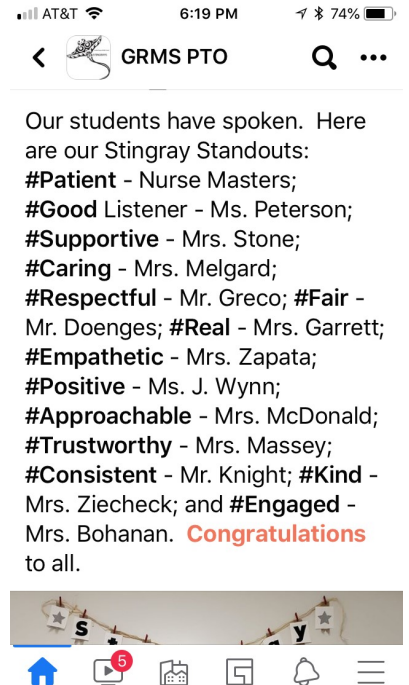 AT&T 6:19 PM 74%
GRMS PTO
Our students have spoken. Here
are our Stingray Standouts:
#Patient - Nurse Masters;
#Good Listener - Ms. Peterson;
#Supportive - Mrs. Stone;
#Caring - Mrs. Melgard;
#Respectful - Mr. Greco; #Fair -
Mr. Doenges; #Real - Mrs. Garrett;
#Empathetic - Mrs. Zapata;
#Positive - Ms. J. Wynn;
#Approachable - Mrs. McDonald;
#Trustworthy - Mrs. Massey;
#Consistent - Mr. Knight; #Kind -
Mrs. Ziecheck; and #Engaged -
Mrs. Bohanan. Congratulations
to all.
5